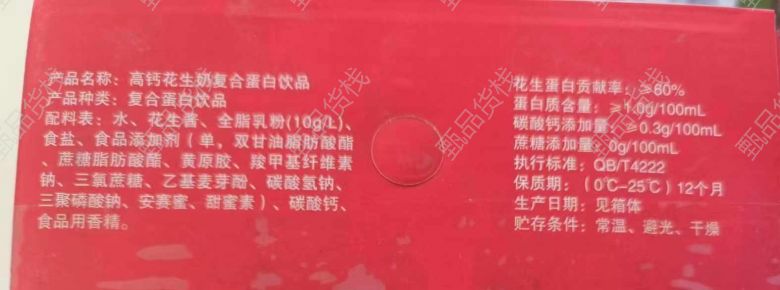 产品名称：高钙花生奶复合蛋白饮品
产品种类：复合蛋白饮品
配料表：水、花生酱、全脂乳粉(10g/L)、
食盐、食品添加剂（单，双甘油脂肪酸酯
、蔗糖脂肪酸酯、黄原胶、羧甲基纤维素
钠、三氯蔗糖、乙基麦芽酚、碳酸氢钠、
三聚磷酸钠、安赛蜜、甜蜜素）、碳酸钙、
食品用香精。
花生蛋白贡献率：≥60%
蛋白质含量：≥1.0g/100mL
碳酸钙添加量：≥0.3g/100mL
蔗糖添加量：0g/100mL
执行标准：QB/T4222
保质期：（0℃-25℃）12个月
生产日期：见箱体
贮存条件：常温、避光、干燥
甄品货栈